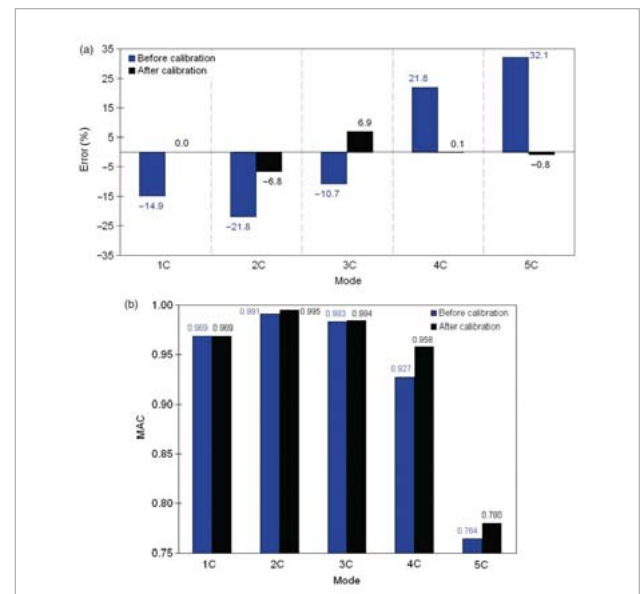 (a)
35
25
15
5
−5
−15
−25
−35
Error (%)
Before calibration
After calibration
−14.9
0.0
−21.8
−6.8
−10.7
6.9
21.8
0.1
32.1
−0.8
1C 2C 3C 4C 5C
Mode
(b)
1.00
0.95
0.90
0.85
0.80
0.75
MAC
Before calibration
After calibration
0.969 0.969
0.991 0.995
0.983 0.984
0.927 0.958
0.764 0.780
1C 2C 3C 4C 5C
Mode